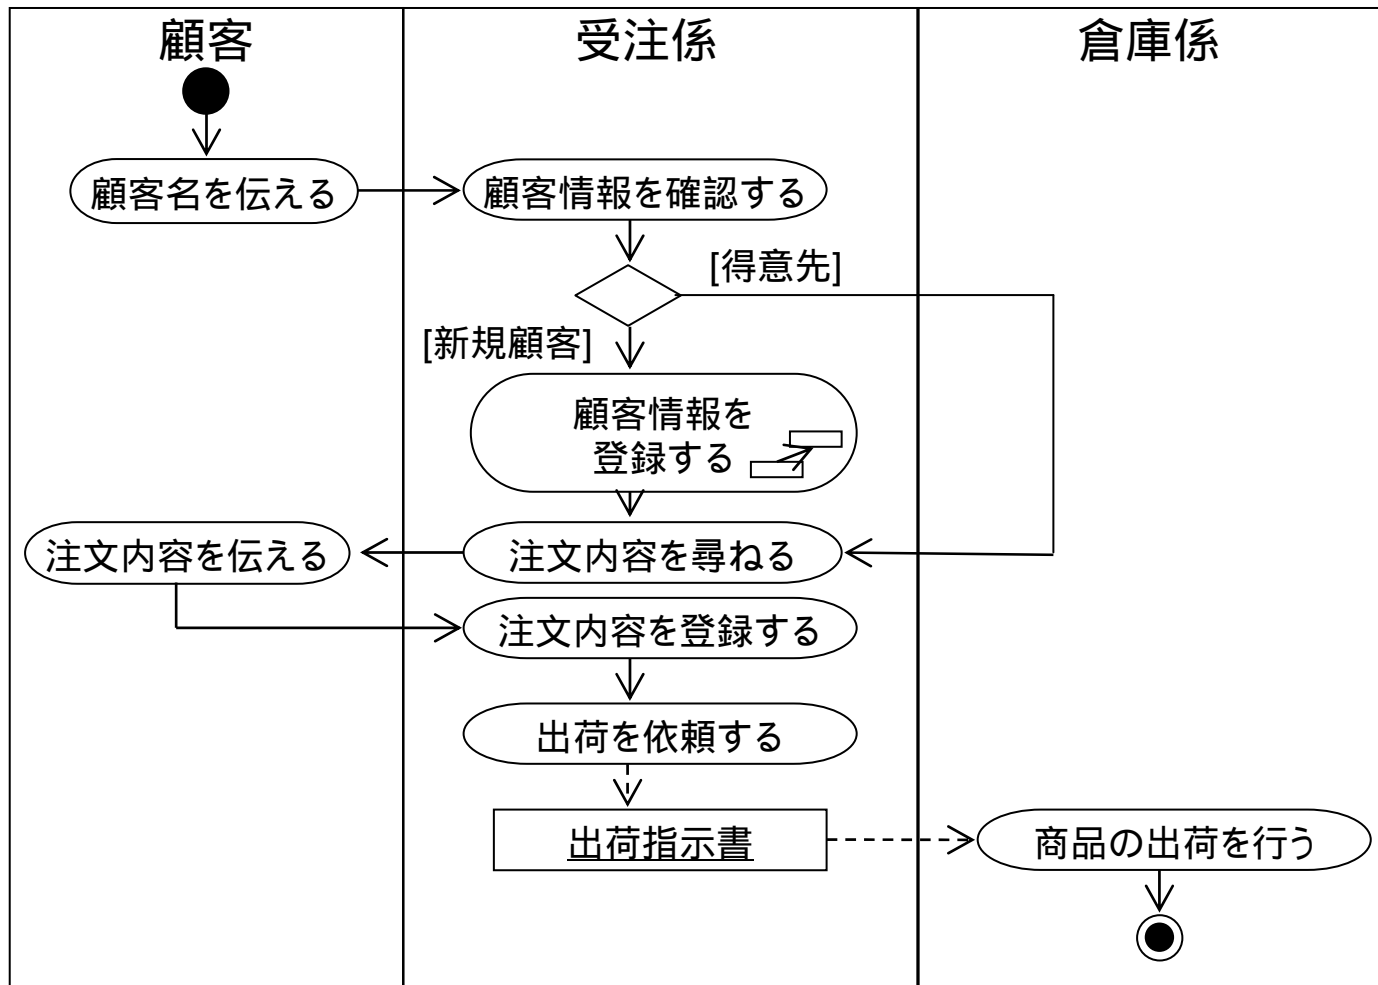 顧客
受注係
倉庫係
顧客名を伝える
顧客情報を確認する
[得意先]
[新規顧客]
顧客情報を
登録する
注文内容を伝える
注文内容を尋ねる
注文内容を登録する
出荷を依頼する
出荷指示書
商品の出荷を行う